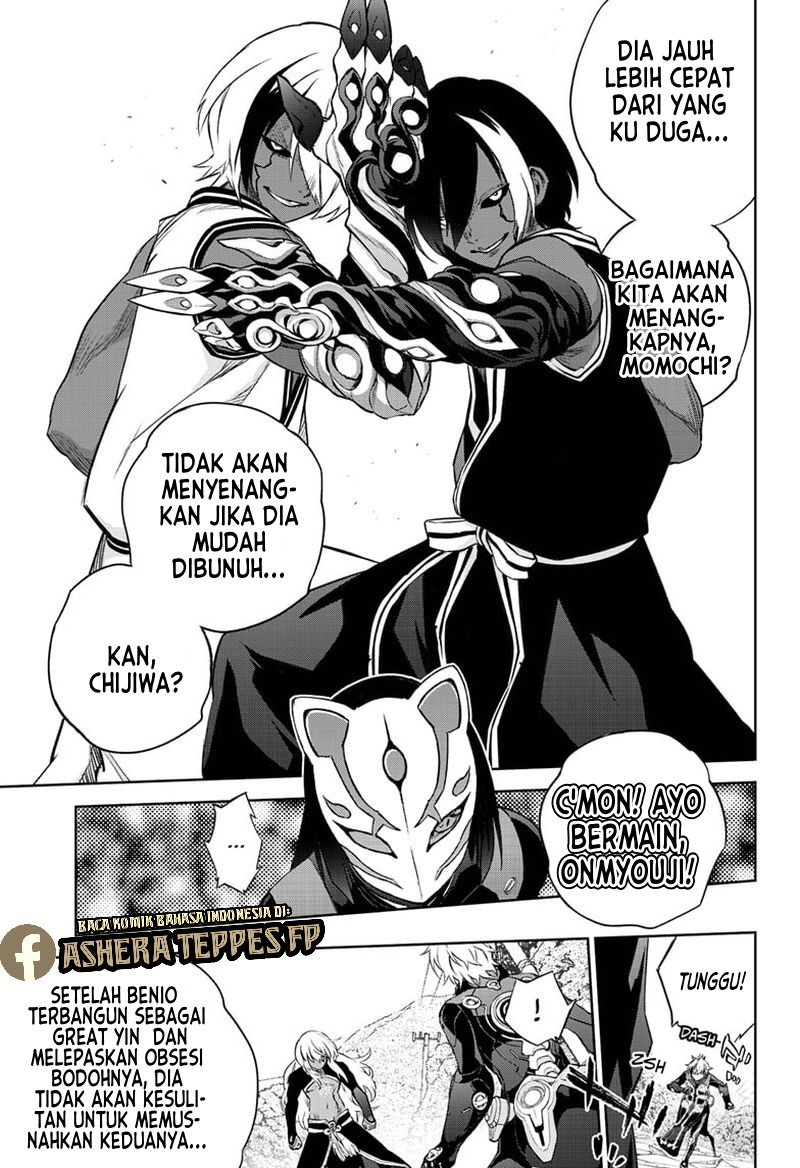 DIA JAUH
LEBIH CEPAT
DARI YANG
KU DUGA...
BAGAIMANA
KITA AKAN
MENANG-
KAPNYA,
MOMOCHI?
TIDAK AKAN
MENYENANG-
KAN JIKA DIA
MUDAH
DIBUNUH...
KAN,
CHIJIWA?
...
C'MON! AYO
BERMAIN,
ONMYOUJI!
BACA KOMIK BAHASA INDONESIA DI:
f ASHERA TEPPES FP
TUNGGU!
DASH
!
ZSH
SETELAH BENIO
TERBANGUN SEBAGAI
GREAT YIN DAN
MELEPASKAN OBSESI
BODOHNYA, DIA
TIDAK AKAN KESULI-
TAN UNTUK MEMUS-
NAHKAN KEDUANYA...